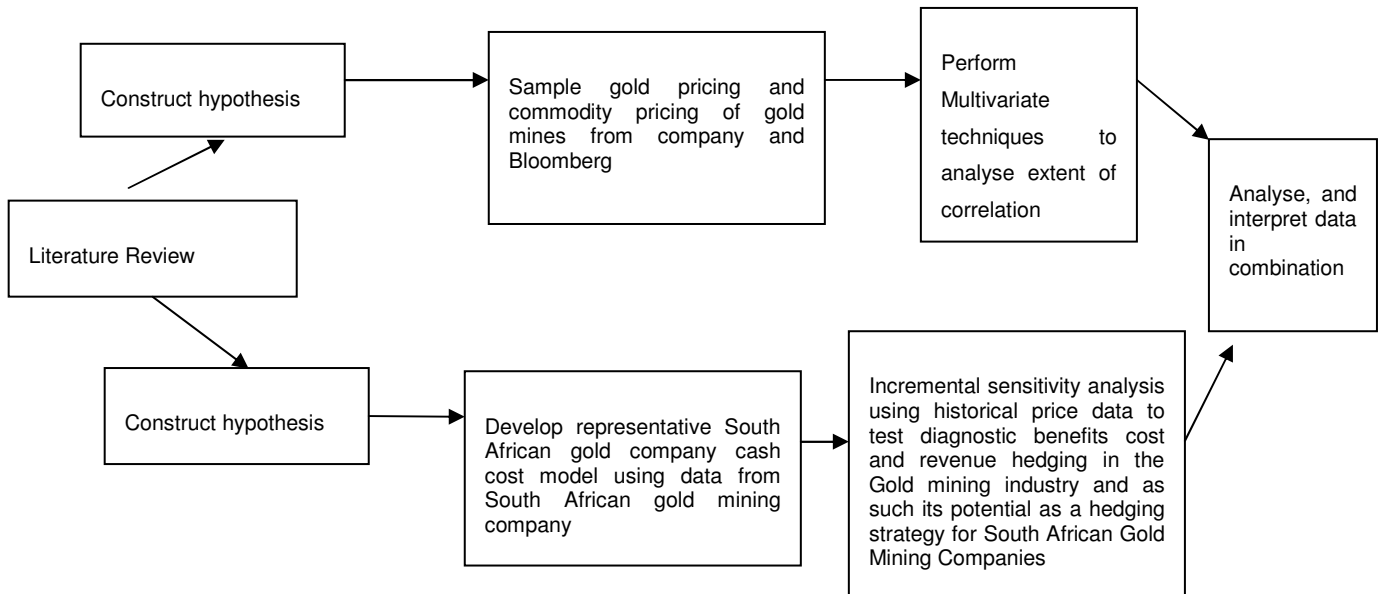 Construct hypothesis
Sample gold pricing and
commodity pricing of gold
mines from company and
Bloomberg
Perform
Multivariate
techniques to
analyse extent of
correlation
Analyse, and
interpret data
in
combination
Literature Review
Construct hypothesis
Develop representative South
African gold company cash
cost model using data from
South African gold mining
company
Incremental sensitivity analysis
using historical price data to
test diagnostic benefits cost
and revenue hedging in the
Gold mining industry and as
such its potential as a hedging
strategy for South African Gold
Mining Companies